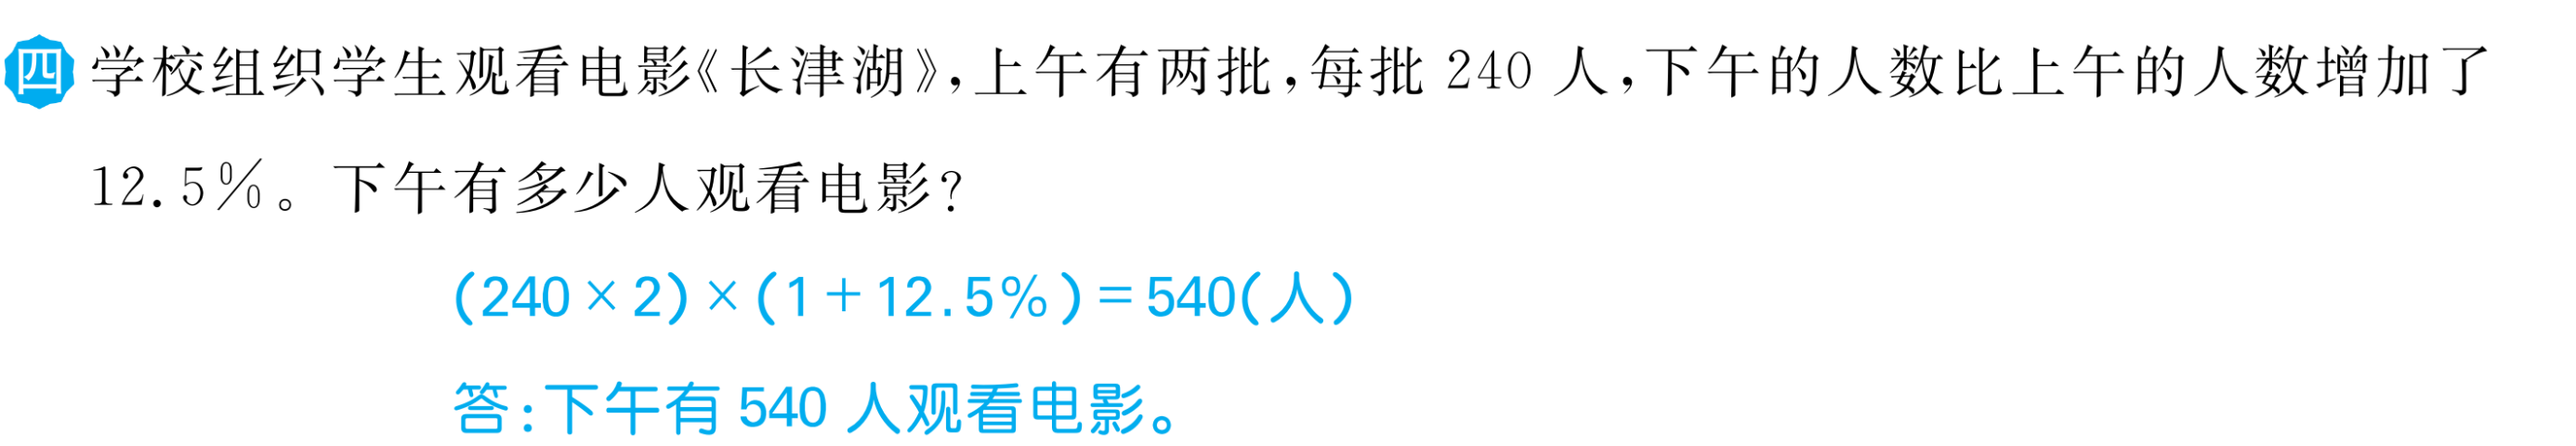 四 学校组织学生观看电影《长津湖》,上午有两批,每批 240 人,下午的人数比上午的人数增加了
12.5%。下午有多少人观看电影?
(240×2)×(1+12.5%)=540(人)
答:下午有 540 人观看电影。